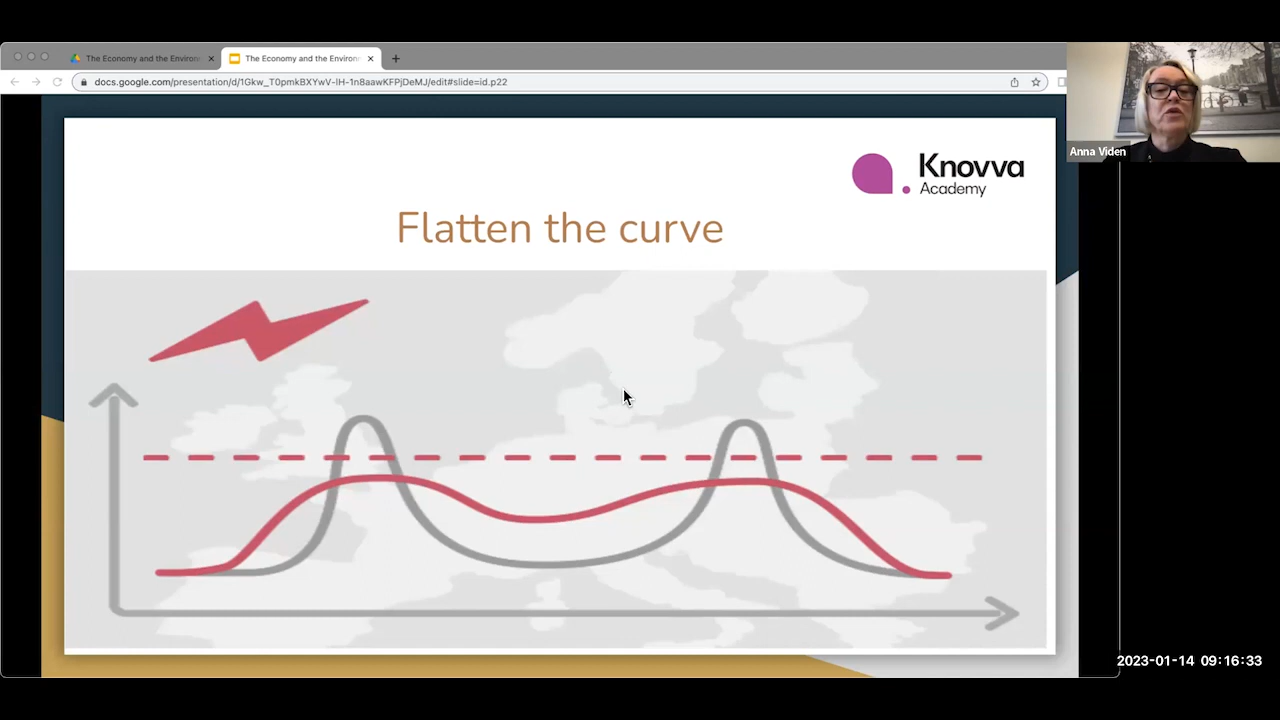 The Economy and the Environ
The Economy and the Environ
docs.google.com/presentation/d/1Gkw_T0pmkBXYwV-lH-1n8aawKFPjDeMJ/edit#slide=id.p22
Anna Viden
Knovva
Academy
Flatten the curve
2023-01-14 09:16:33